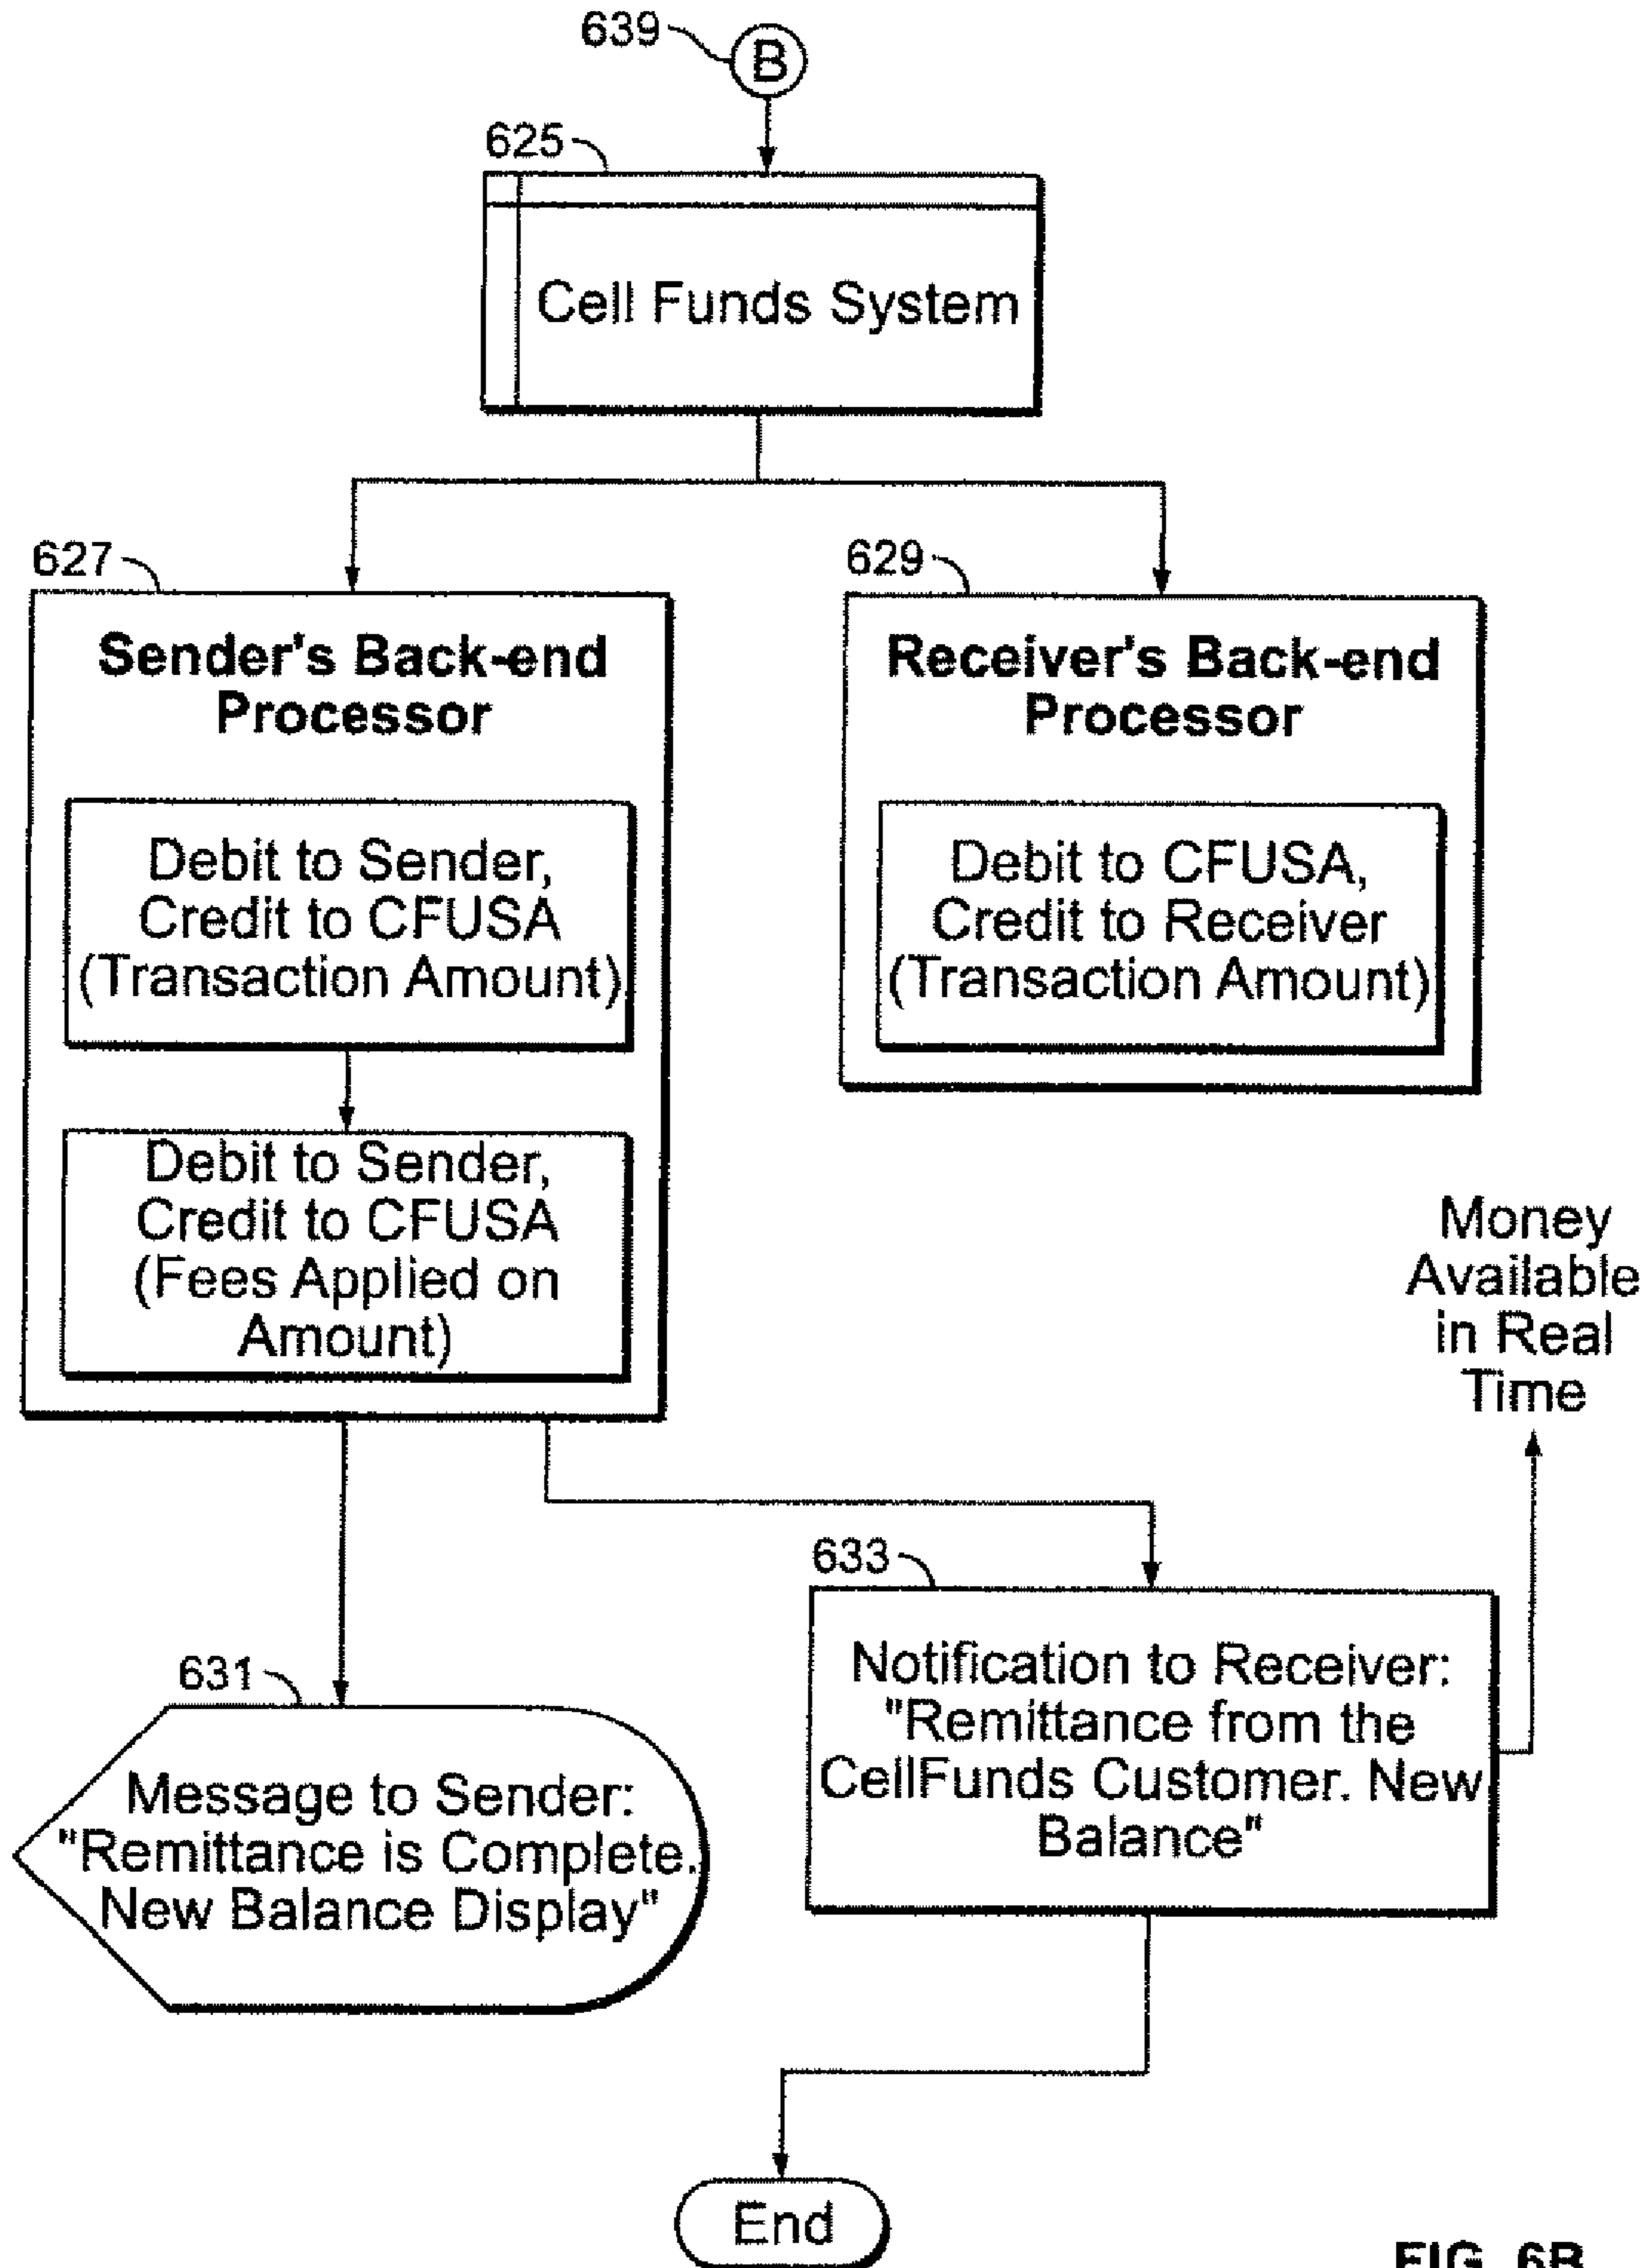 639
B
625
Cell Funds System
627
Sender's Back-end
Processor
Debit to Sender,
Credit to CFUSA
(Transaction Amount)
Debit to Sender,
Credit to CFUSA
(Fees Applied on
Amount)
629
Receiver's Back-end
Processor
Debit to CFUSA,
Credit to Receiver
(Transaction Amount)
Money
Available
in Real
Time
633
Notification to Receiver:
"Remittance from the
CellFunds Customer. New
Balance"
631
Message to Sender:
"Remittance is Complete.
New Balance Display"
End
FIG. 6B